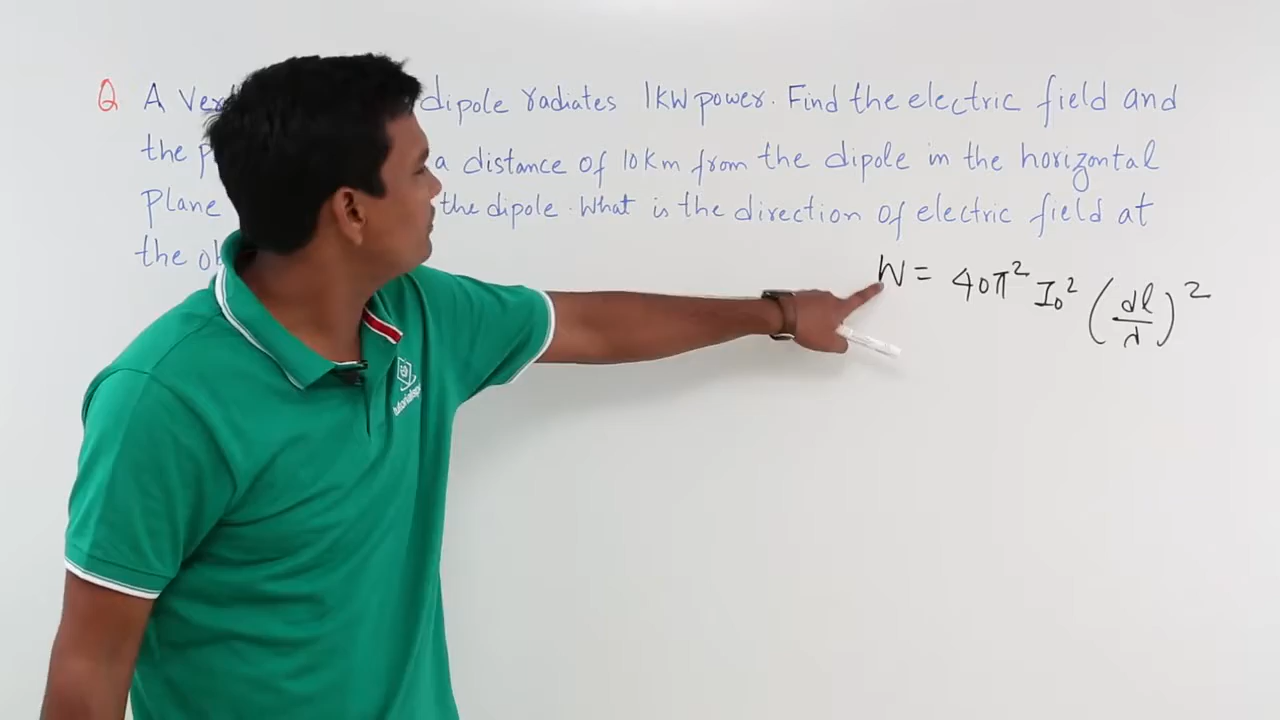 Q A Ver dipole radiates 1KW power. Find the electric field and
the p a distance of 10Km from the dipole in the horizontal
Plane the dipole. What is the direction of electric field at
the ob
W = 40π² I₀² (dl/λ)²